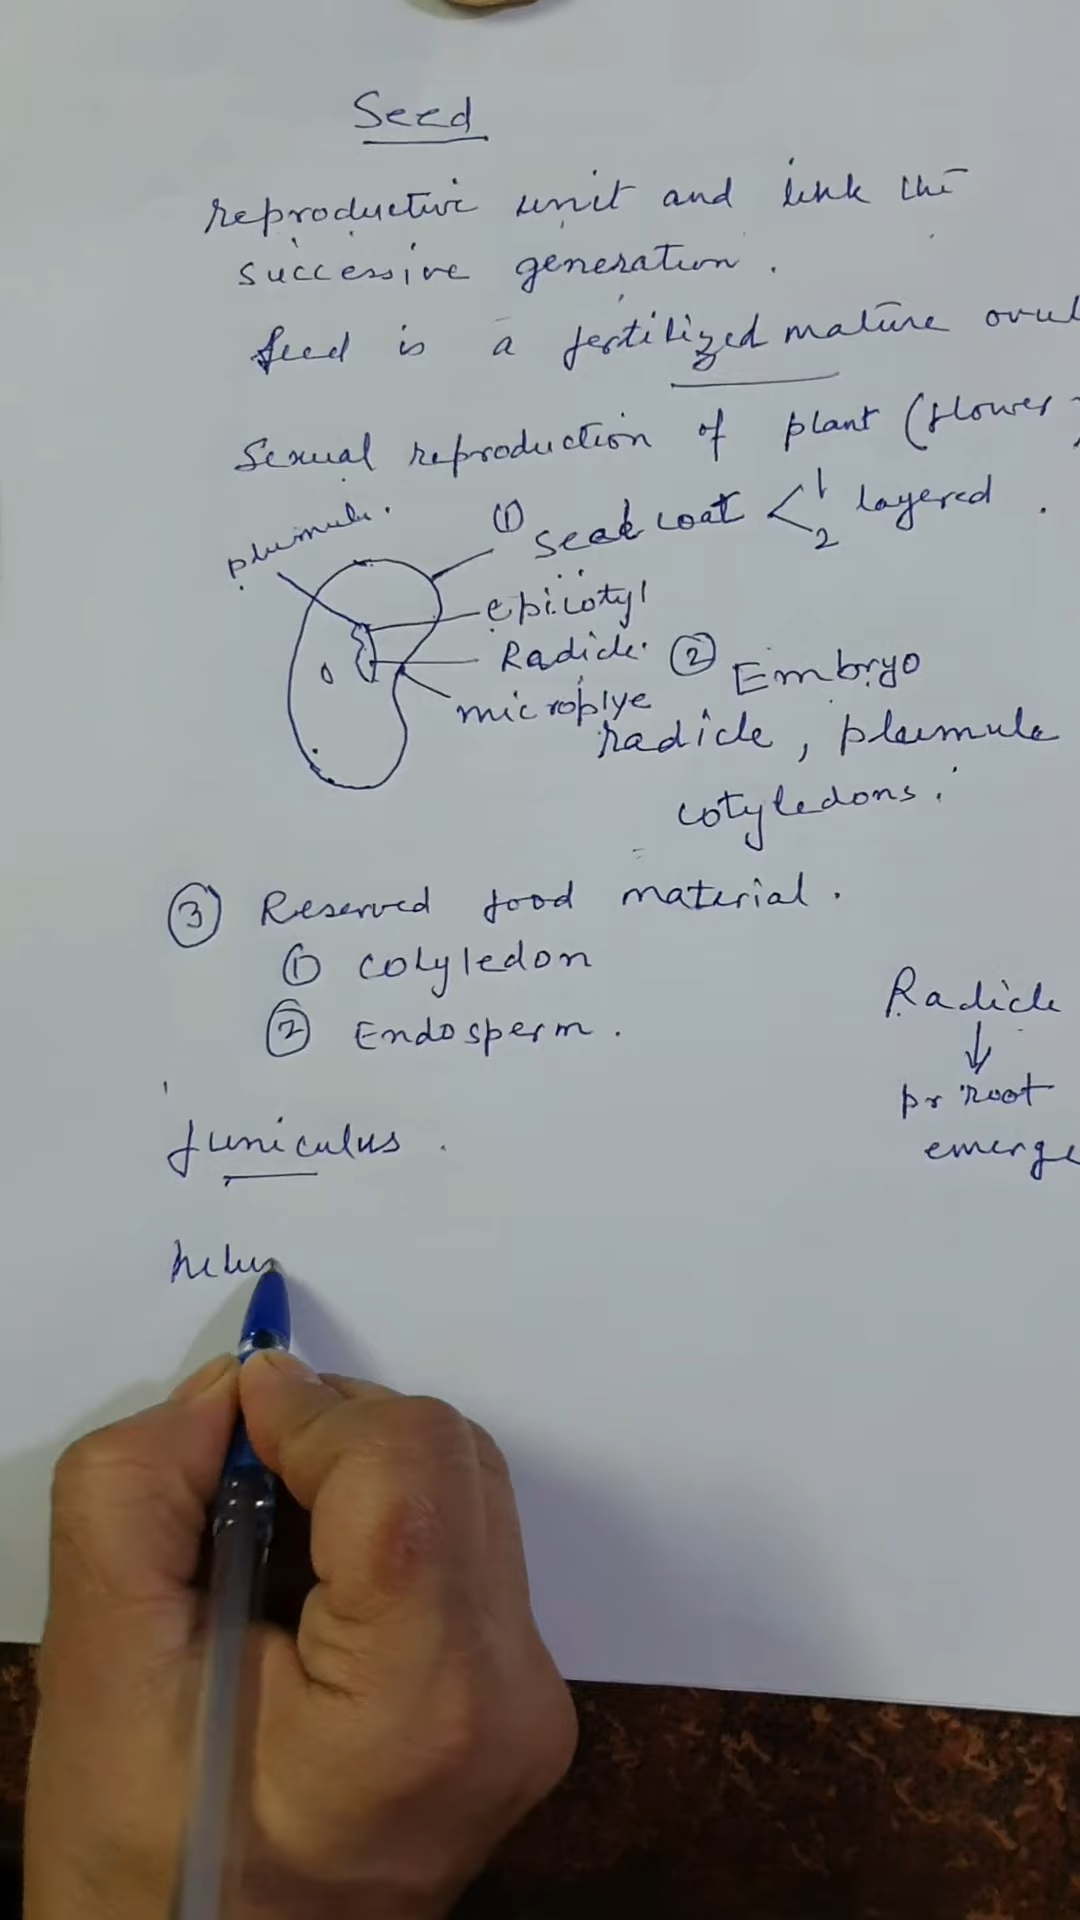 Seed
reproductive unit and link the
successive generation.
Seed is a fertilized mature ovul
Sexual reproduction of plant (flower)
plumule.
① Seed coat < 1 layered.
2
epicotyl
Radicle.
② Embryo
microplye
radicle, plumule
cotyledons.
③ Reserved food material.
① cotyledon
② Endosperm.
Radicle
↓
pr root
emerge
funiculus.